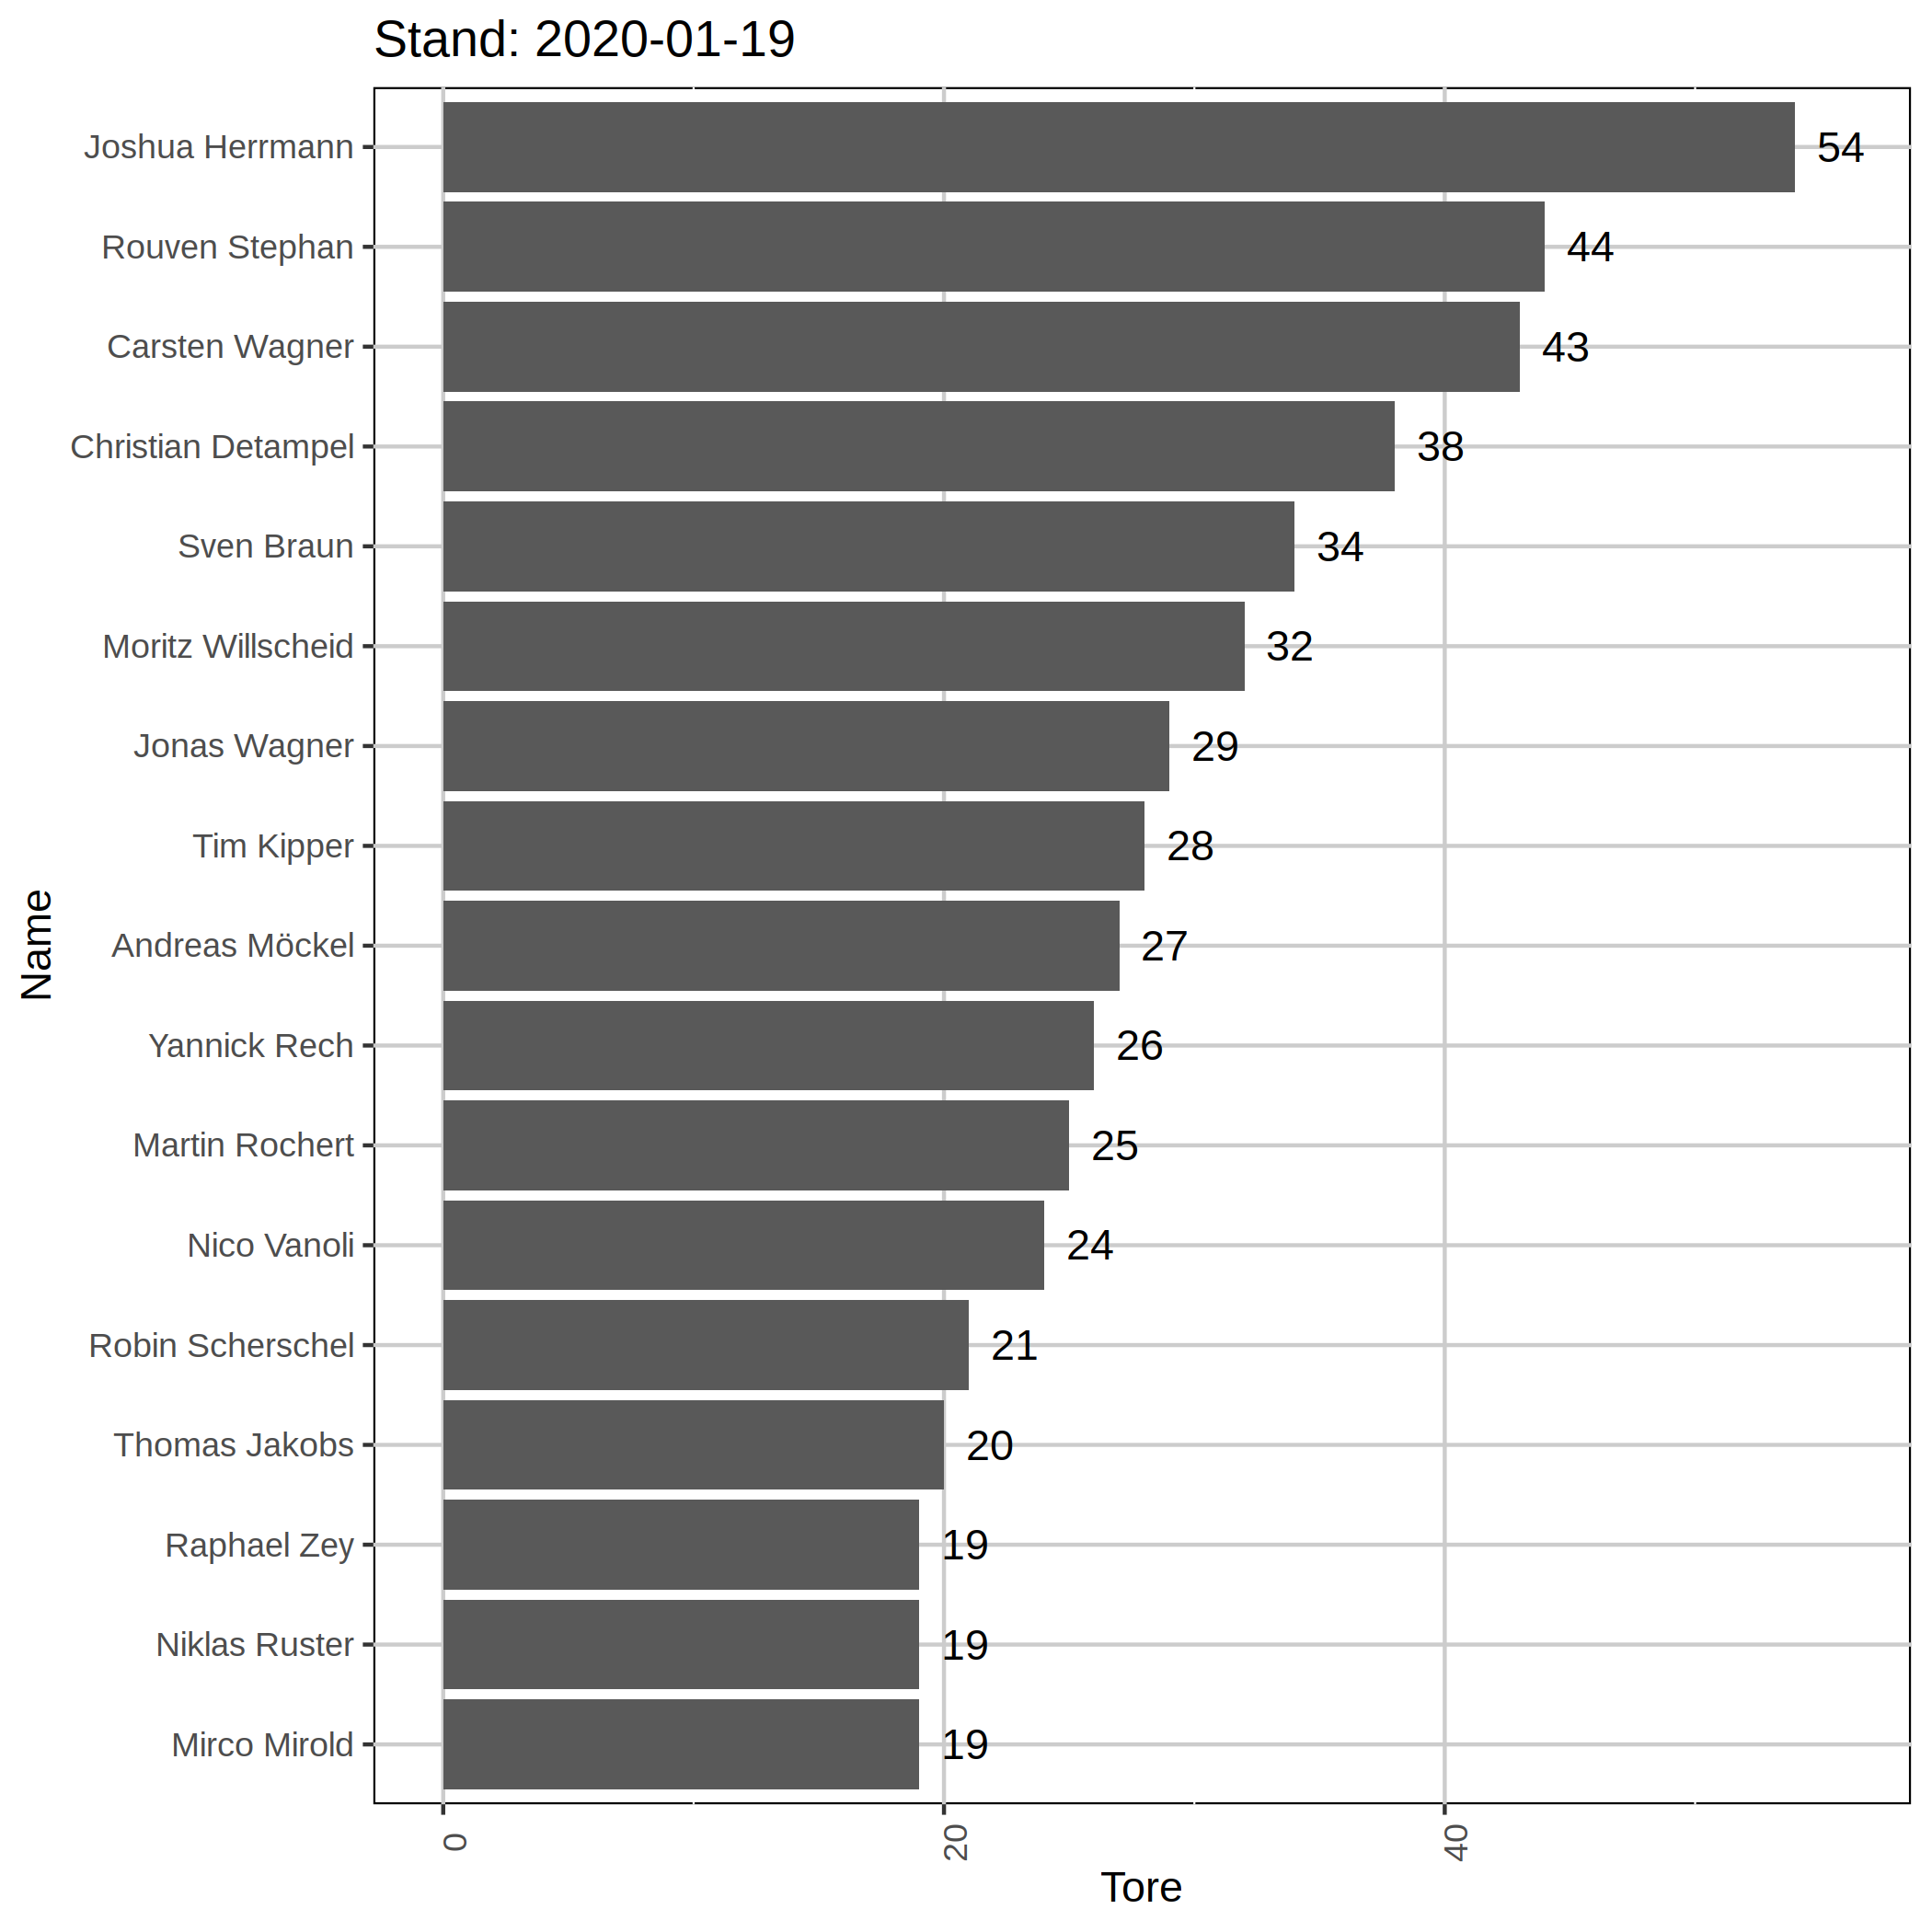 Stand: 2020-01-19
Joshua Herrmann 54
Rouven Stephan 44
Carsten Wagner 43
Christian Detampel 38
Sven Braun 34
Moritz Willscheid 32
Jonas Wagner 29
Tim Kipper 28
Andreas Möckel 27
Yannick Rech 26
Martin Rochert 25
Nico Vanoli 24
Robin Scherschel 21
Thomas Jakobs 20
Raphael Zey 19
Niklas Ruster 19
Mirco Mirold 19
Name
0 20 40
Tore